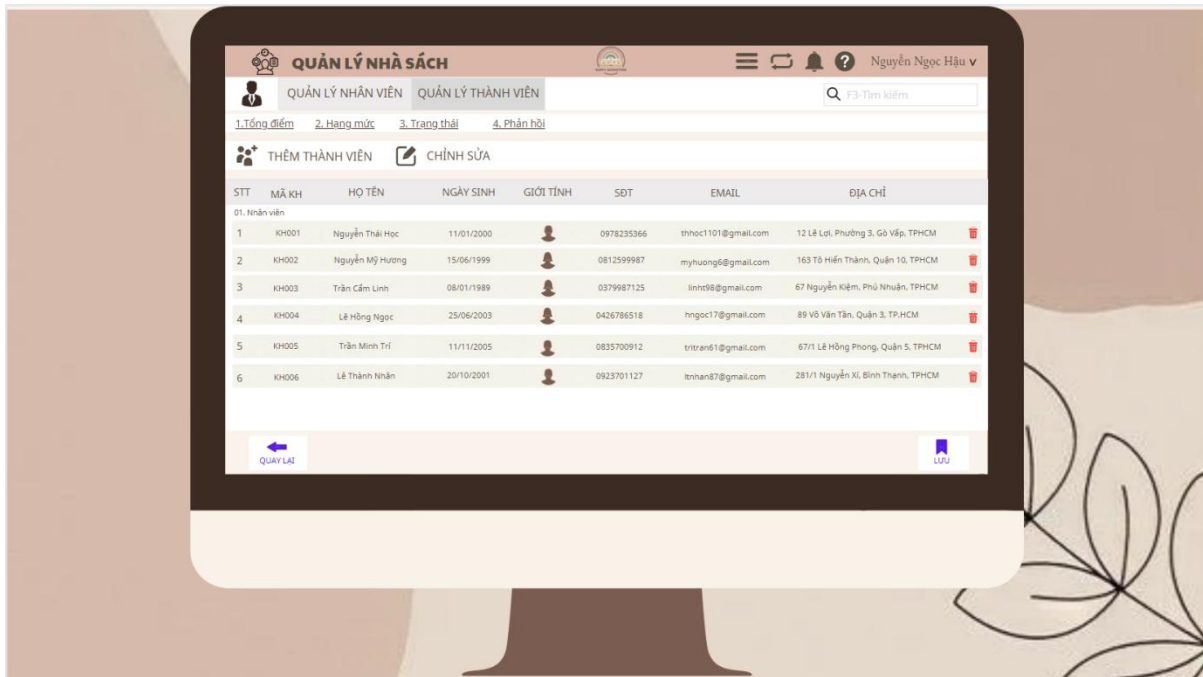 QUẢN LÝ NHÀ SÁCH
Nguyễn Ngọc Hậu
QUẢN LÝ NHÂN VIÊN QUẢN LÝ THÀNH VIÊN F3-Tìm kiếm
1.Tổng điểm 2. Hạng mức 3. Trạng thái 4. Phản hồi
THÊM THÀNH VIÊN CHỈNH SỬA
STT MÃ KH HỌ TÊN NGÀY SINH GIỚI TÍNH SĐT EMAIL ĐỊA CHỈ
01. Nhân viên
1 KH001 Nguyễn Thái Học 11/01/2000 0978235366 thhoc1101@gmail.com 12 Lê Lợi, Phường 3, Gò Vấp, TPHCM
2 KH002 Nguyễn Mỹ Hương 15/06/1999 0812599987 myhuong6@gmail.com 163 Tô Hiến Thành, Quận 10, TPHCM
3 KH003 Trần Cẩm Linh 08/01/1989 0379987125 linht98@gmail.com 67 Nguyễn Kiệm, Phú Nhuận, TPHCM
4 KH004 Lê Hồng Ngọc 25/06/2003 0426786518 hngoc17@gmail.com 89 Võ Văn Tần, Quận 3, TP.HCM
5 KH005 Trần Minh Trí 11/11/2005 0835700912 tritran61@gmail.com 67/1 Lê Hồng Phong, Quận 5, TPHCM
6 KH006 Lê Thành Nhân 20/10/2001 0923701127 ltnhan87@gmail.com 281/1 Nguyễn Xí, Bình Thạnh, TPHCM
QUAY LẠI LƯU